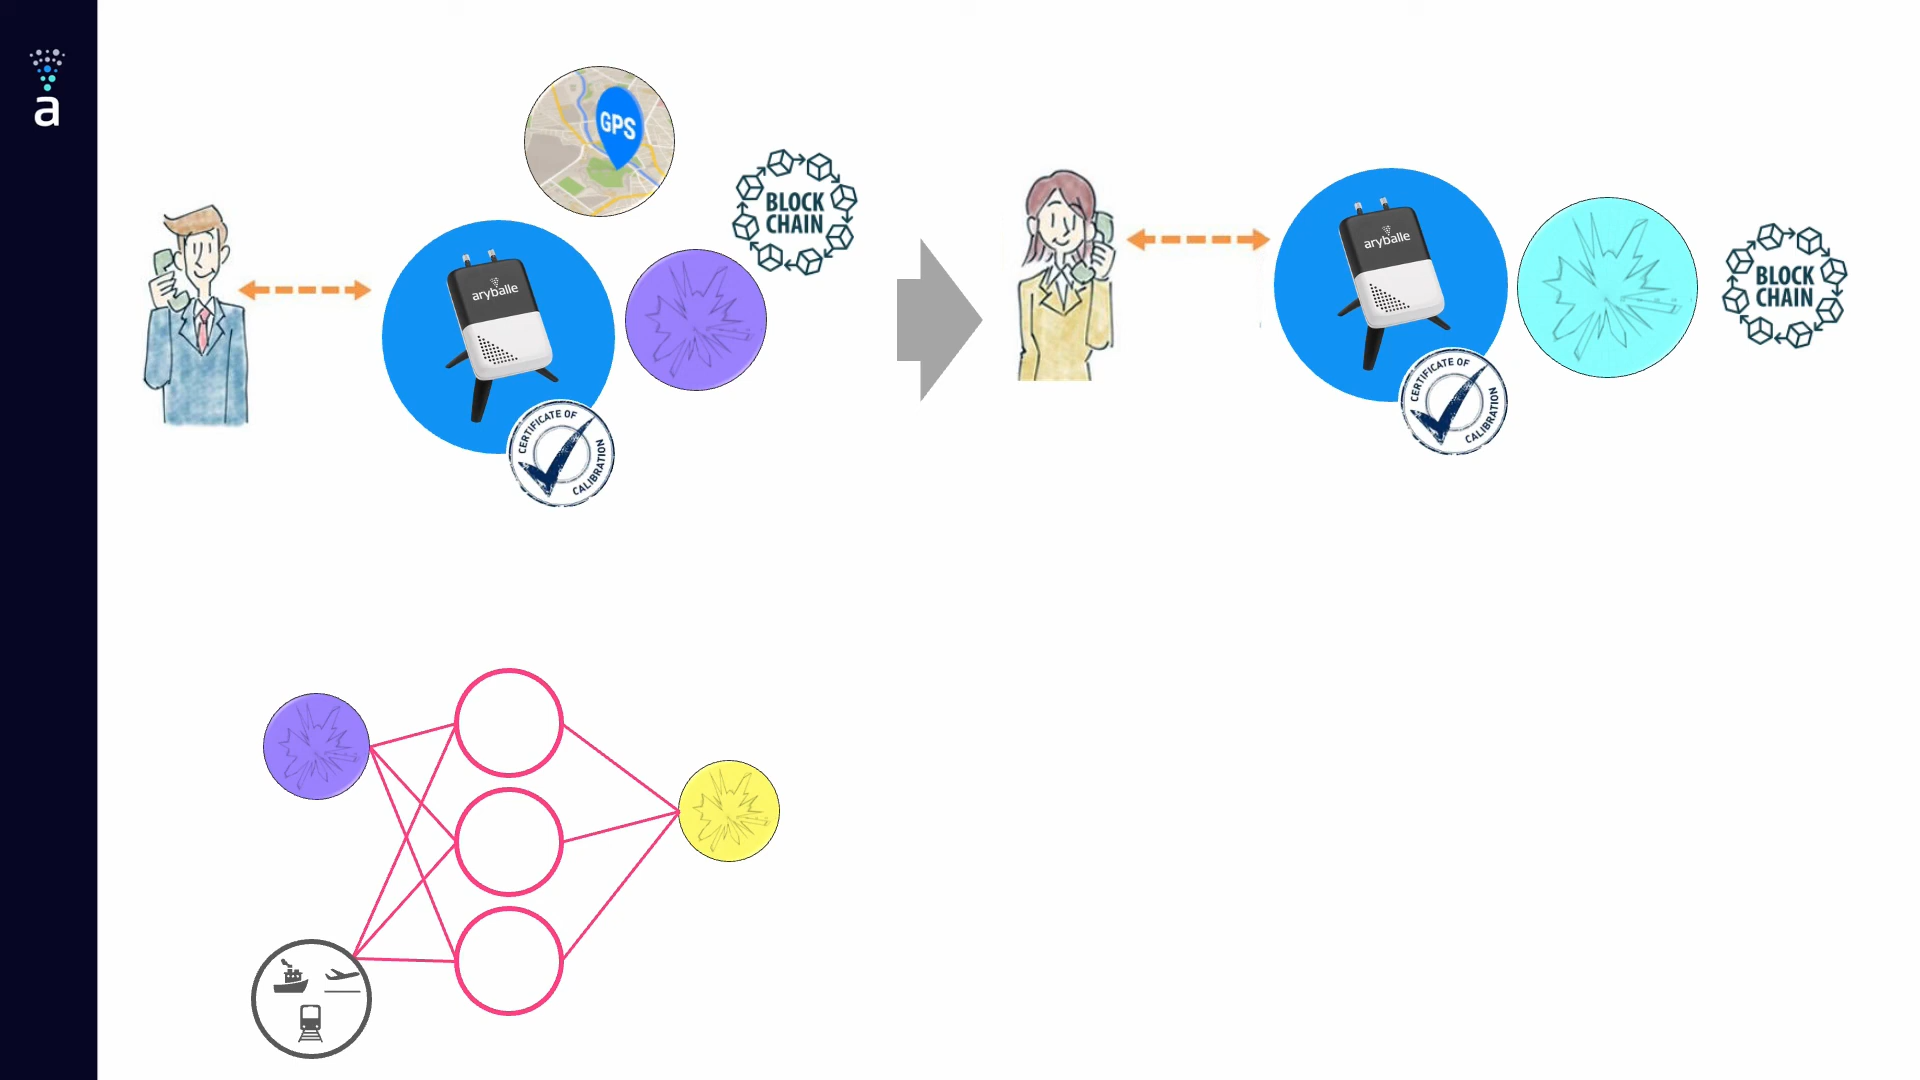 a
GPS
BLOCK
CHAIN
aryballe
CERTIFICATE OF
CALIBRATION
aryballe
BLOCK
CHAIN
CERTIFICATE OF
CALIBRATION